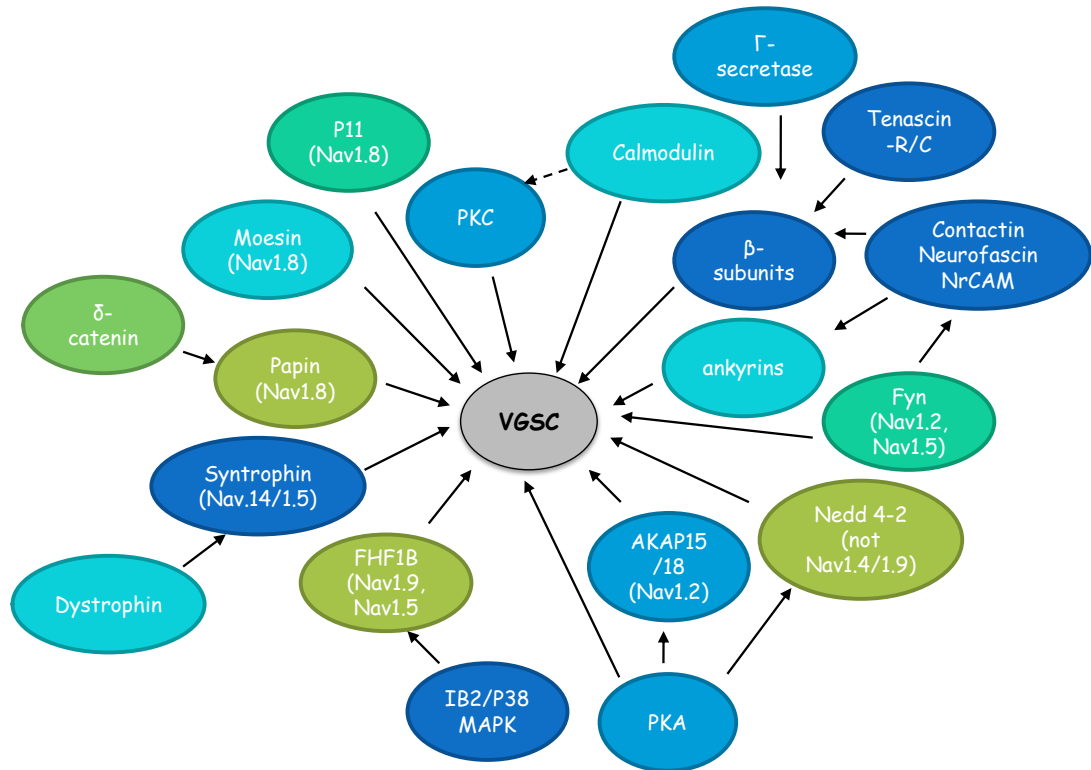 Γ-
secretase
Tenascin
-R/C
P11
(Nav1.8)
Calmodulin
PKC
Moesin
(Nav1.8)
β-
subunits
Contactin
Neurofascin
NrCAM
δ-
catenin
Papin
(Nav1.8)
ankyrins
Fyn
(Nav1.2,
Nav1.5)
VGSC
Syntrophin
(Nav.14/1.5)
Nedd 4-2
(not
Nav1.4/1.9)
FHF1B
(Nav1.9,
Nav1.5
AKAP15
/18
(Nav1.2)
Dystrophin
IB2/P38
MAPK
PKA